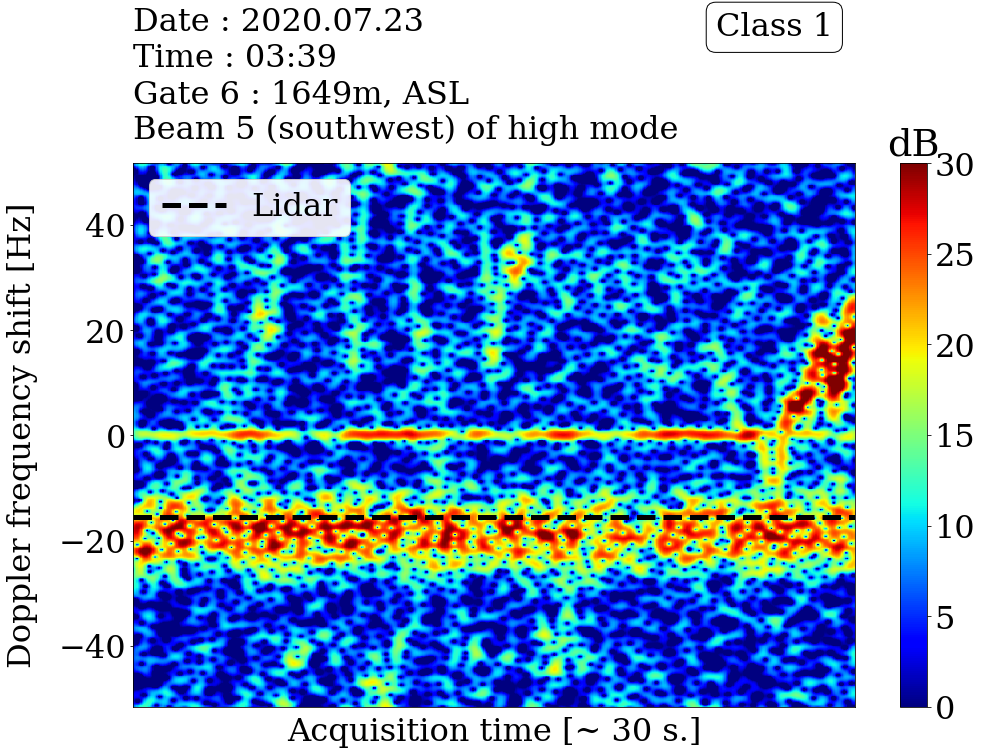 Date : 2020.07.23
Class 1
Time : 03:39
Gate 6 : 1649m, ASL
Beam 5 (southwest) of high mode
dB
Lidar
Doppler frequency shift [Hz]
40
20
0
−20
−40
30
25
20
15
10
5
0
Acquisition time [~ 30 s.]